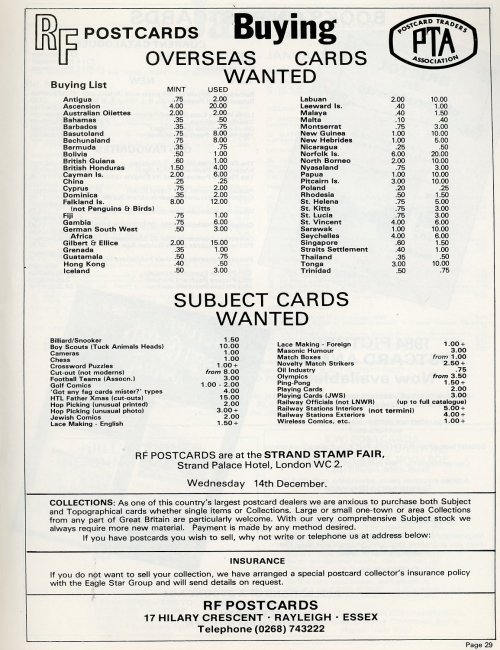 RF POSTCARDS Buying
POSTCARD TRADERS
PTA
ASSOCIATION
OVERSEAS CARDS
WANTED
Buying List
MINT USED
Antigua .75 2.00
Ascension 4.00 20.00
Australian Oilettes 2.00 2.00
Bahamas .35 .50
Barbados .35 .75
Basutoland .75 8.00
Bechunaland .75 8.00
Bermuda .35 .75
Bolivia .50 1.00
British Guiana .60 1.00
British Honduras 1.50 4.00
Cayman Is. 2.00 6.00
China .25 .25
Cyprus .75 2.00
Dominica .35 2.00
Falkland Is. 8.00 12.00
(not Penguins & Birds)
Fiji .75 1.00
Gambia .75 6.00
German South West .50 3.00
Africa
Gilbert & Ellice 2.00 15.00
Grenada .35 1.00
Guatamala .50 .75
Hong Kong .40 .50
Iceland .50 3.00
Labuan 2.00 10.00
Leeward Is. .40 1.00
Malaya .40 1.50
Malta .10 .40
Montserrat .75 3.00
New Guinea 1.00 10.00
New Hebrides 1.00 5.00
Nicaragua .25 .50
Norfolk Is. 6.00 20.00
North Borneo 2.00 10.00
Nyasaland .75 3.00
Papua 1.00 10.00
Pitcairn Is. 3.00 10.00
Poland .20 .25
Rhodesia .50 1.50
St. Helena .75 5.00
St. Kitts .75 3.00
St. Lucia .75 3.00
St. Vincent 4.00 6.00
Sarawak 1.00 10.00
Seychelles 4.00 6.00
Singapore .60 1.50
Straits Settlement .40 1.00
Thailand .35 .50
Tonga 3.00 10.00
Trinidad .50 .75
SUBJECT CARDS
WANTED
Billiard/Snooker 1.50
Boy Scouts (Tuck Animals Heads) 10.00
Cameras 1.00
Chess 1.00
Crossword Puzzles 1.00+
Cut-out (not moderns) from 8.00
Football Teams (Assocn.) 2.00
Golf Comics 1.00 - 2.00
'Got any fag cards mister?' types 4.00
HTL Father Xmas (cut-outs) 15.00
Hop Picking (unusual printed) 2.00
Hop Picking (unusual photo) 3.00+
Jewish Comics 2.00
Lace Making - English 1.50+
Lace Making - Foreign 1.00+
Masonic Humour 3.00
Match Boxes from 1.00
Novelty Match Strikers 2.50+
Oil Industry .75
Olympics from 3.50
Ping-Pong 1.50+
Playing Cards 2.00
Playing Cards (JWS) 3.00
Railway Officials (not LNWR) (up to full catalogue)
Railway Stations Interiors (not termini) 5.00+
Railway Stations Exteriors 4.00+
Wireless Comics, etc. 1.00+
RF POSTCARDS are at the STRAND STAMP FAIR,
Strand Palace Hotel, London WC 2.
Wednesday 14th December.
COLLECTIONS: As one of this country's largest postcard dealers we are anxious to purchase both Subject
and Topographical cards whether single items or Collections. Large or small one-town or area Collections
from any part of Great Britain are particularly welcome. With our very comprehensive Subject stock we
always require more material. Payment is made by any method desired.
If you have postcards you wish to sell, why not write or telephone us at address below:
INSURANCE
If you do not want to sell your collection, we have arranged a special postcard collector's insurance policy
with the Eagle Star Group and will send details on request.
RF POSTCARDS
17 HILARY CRESCENT · RAYLEIGH · ESSEX
Telephone (0268) 743222
Page 29